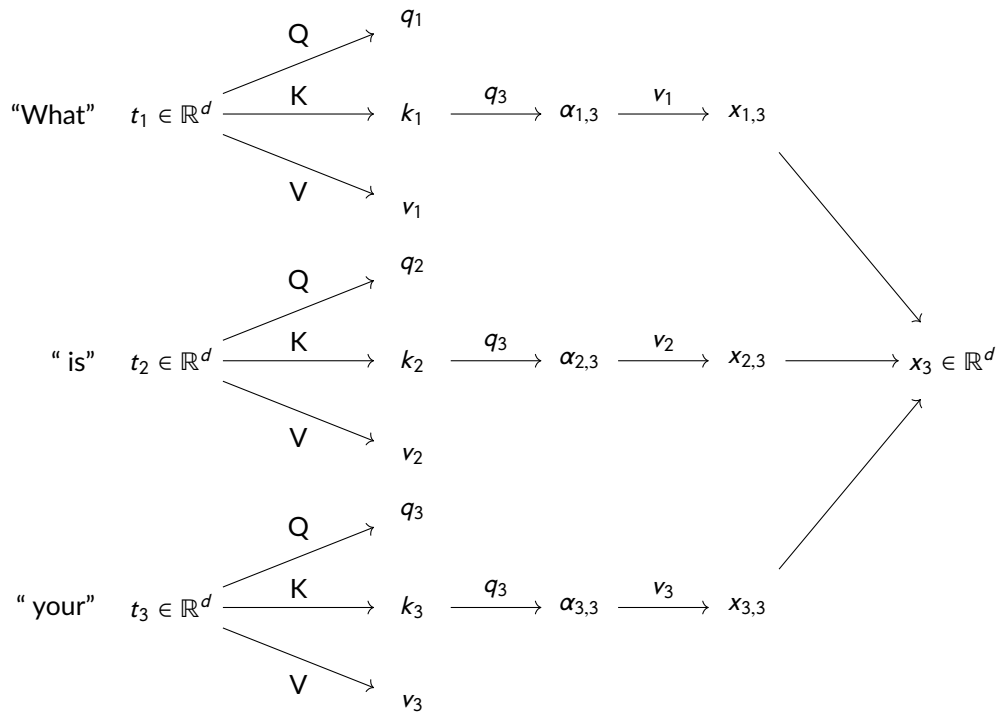 Q q₁
“What” t₁ ∈ ℝᵈ K k₁ q₃ α₁,₃ v₁ x₁,₃
V v₁
Q q₂
“ is” t₂ ∈ ℝᵈ K k₂ q₃ α₂,₃ v₂ x₂,₃ x₃ ∈ ℝᵈ
V v₂
Q q₃
“ your” t₃ ∈ ℝᵈ K k₃ q₃ α₃,₃ v₃ x₃,₃
V v₃